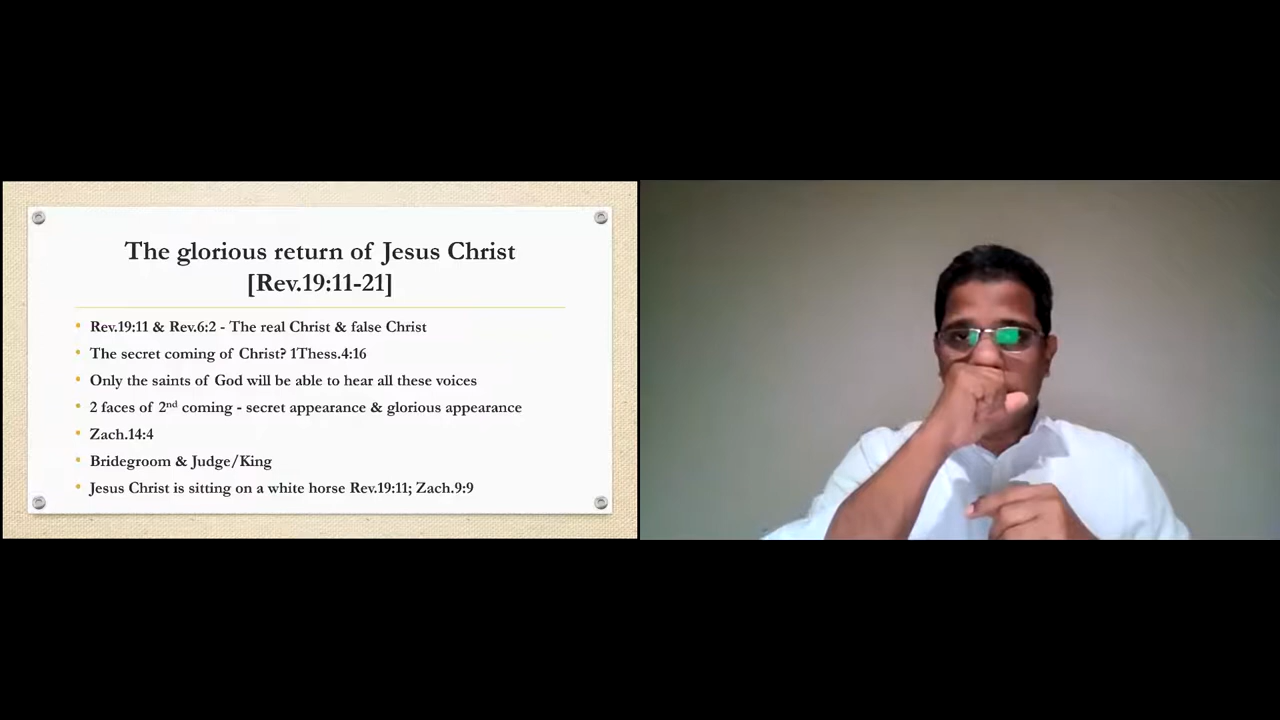 The glorious return of Jesus Christ
[Rev.19:11-21]
• Rev.19:11 & Rev.6:2 - The real Christ & false Christ
• The secret coming of Christ? 1Thess.4:16
• Only the saints of God will be able to hear all these voices
• 2 faces of 2nd coming - secret appearance & glorious appearance
• Zach.14:4
• Bridegroom & Judge/King
• Jesus Christ is sitting on a white horse Rev.19:11; Zach.9:9